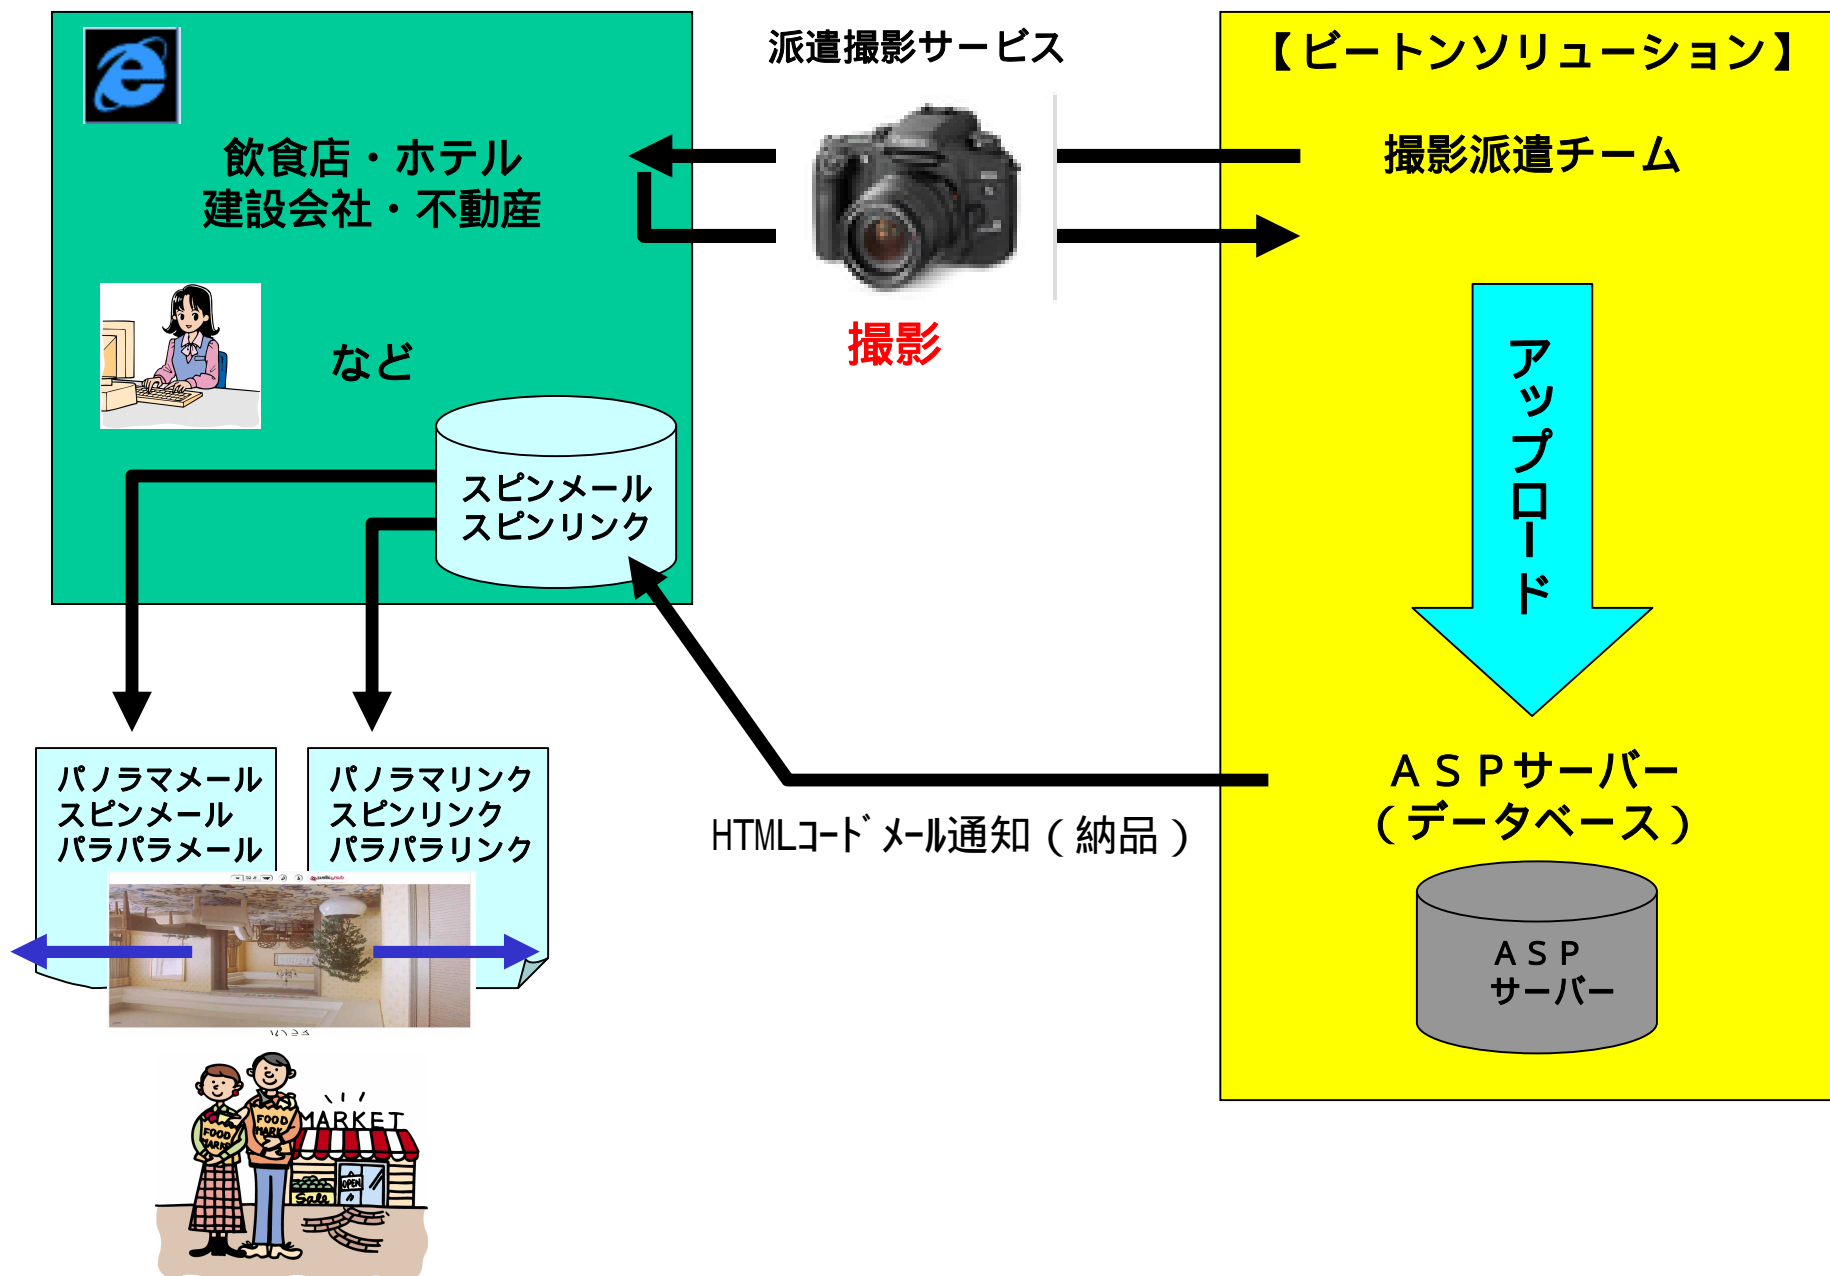 派遣撮影サービス
【ビートンソリューション】
飲食店・ホテル
建設会社・不動産
など
撮影
撮影派遣チーム
アップロード
スピンメール
スピンリンク
パノラマメール
スピンメール
パラパラメール
パノラマリンク
スピンリンク
パラパラリンク
HTMLコードメール通知（納品）
ＡＳＰサーバー
（データベース）
ＡＳＰ
サーバー
パノラマ
MARKET
FOOD
MARK
FOOD
MARK
OPEN
Sale